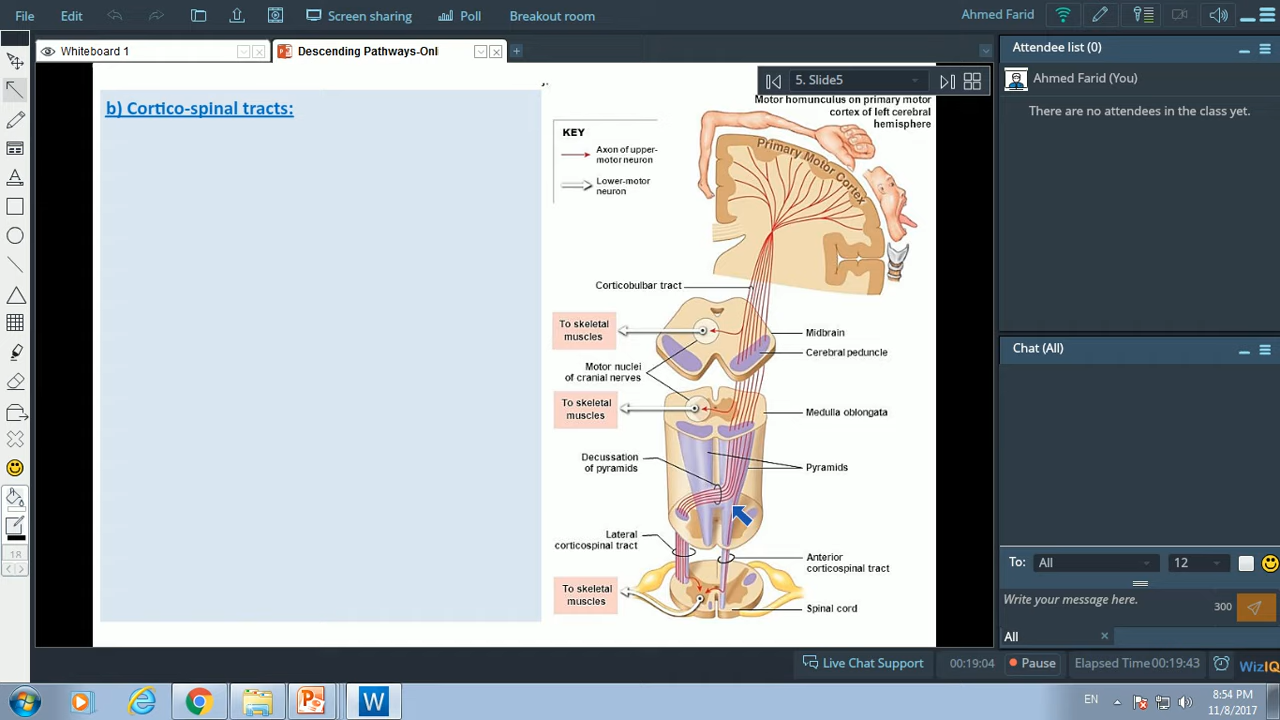 File Edit View Screen sharing Poll Breakout room Ahmed Farid
Whiteboard 1 Descending Pathways-Onl
5. Slide5
b) Cortico-spinal tracts:
Motor homunculus on primary motor
cortex of left cerebral
hemisphere
KEY
Axon of upper-
motor neuron
Lower-motor
neuron
Primary Motor Cortex
Corticobulbar tract
To skeletal
muscles
Midbrain
Cerebral peduncle
Motor nuclei
of cranial nerves
To skeletal
muscles
Medulla oblongata
Decussation
of pyramids
Pyramids
Lateral
corticospinal tract
Anterior
corticospinal tract
To skeletal
muscles
Spinal cord
Attendee list (0)
Ahmed Farid (You)
There are no attendees in the class yet.
Chat (All)
To: All 12
Write your message here. 300
All
Live Chat Support 00:19:04 Pause Elapsed Time 00:19:43 WizIQ
EN 8:54 PM
11/8/2017